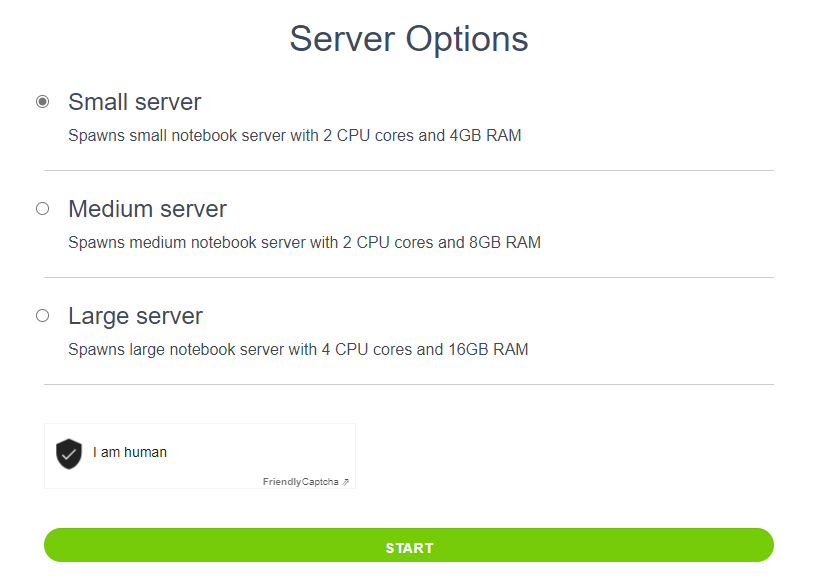 Server Options
Small server
Spawns small notebook server with 2 CPU cores and 4GB RAM
Medium server
Spawns medium notebook server with 2 CPU cores and 8GB RAM
Large server
Spawns large notebook server with 4 CPU cores and 16GB RAM
I am human
FriendlyCaptcha ⇗
START